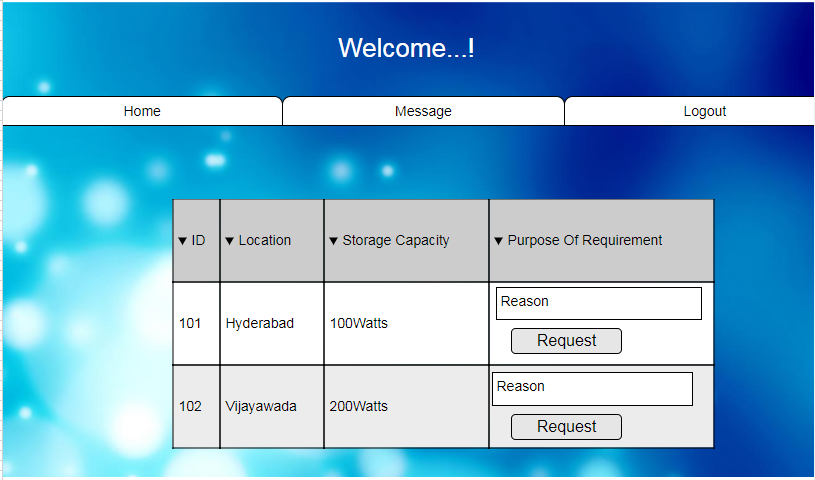 Welcome...!
Home Message Logout
▼ ID ▼ Location ▼ Storage Capacity ▼ Purpose Of Requirement
101 Hyderabad 100Watts Reason
Request
102 Vijayawada 200Watts Reason
Request